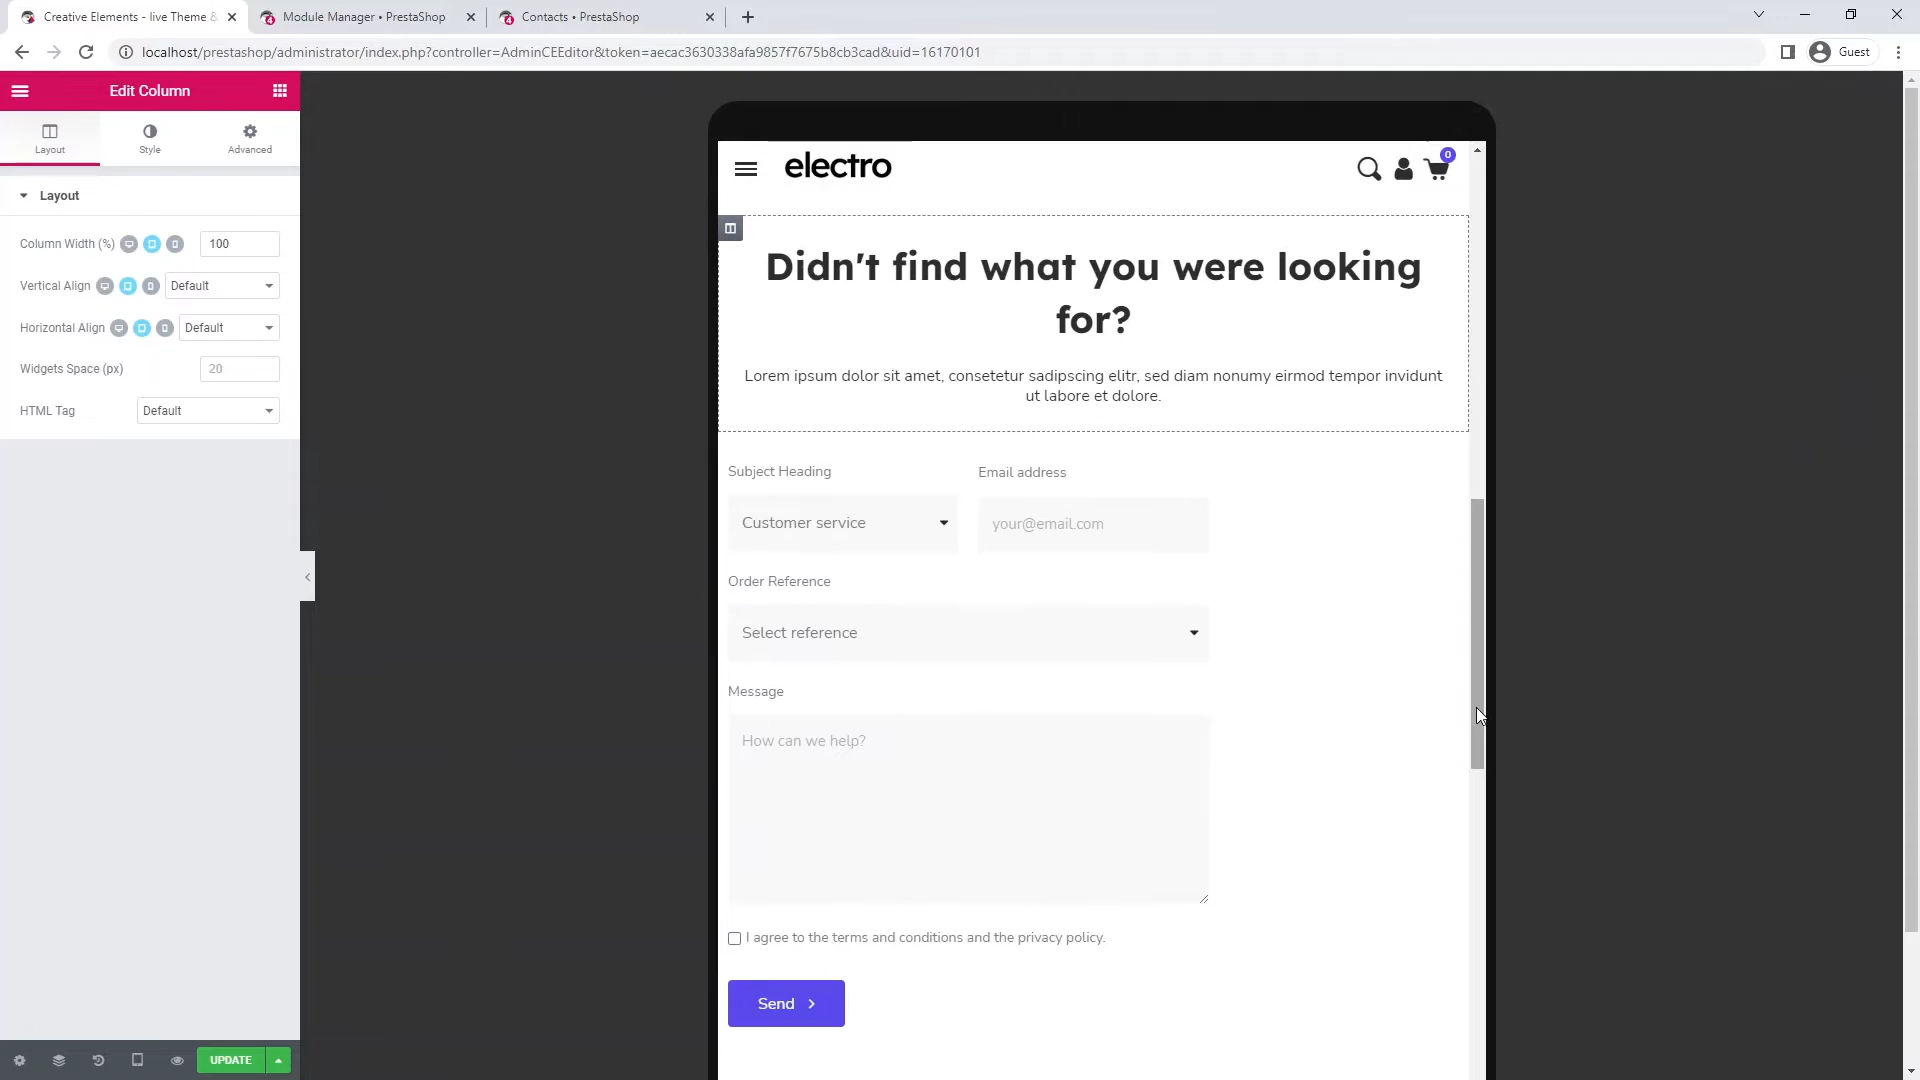 Creative Elements - live Theme &
Module Manager • PrestaShop
Contacts • PrestaShop
localhost/prestashop/administrator/index.php?controller=AdminCEEditor&token=aecac3630338afa9857f7675b8cb3cad&uid=16170101
Guest
Edit Column
Layout
Style
Advanced
Layout
Column Width (%)
100
Vertical Align
Default
Horizontal Align
Default
Widgets Space (px)
20
HTML Tag
Default
UPDATE
electro
0
Didn't find what you were looking
for?
Lorem ipsum dolor sit amet, consetetur sadipscing elitr, sed diam nonumy eirmod tempor invidunt
ut labore et dolore.
Subject Heading
Email address
Customer service
your@email.com
Order Reference
Select reference
Message
How can we help?
I agree to the terms and conditions and the privacy policy.
Send